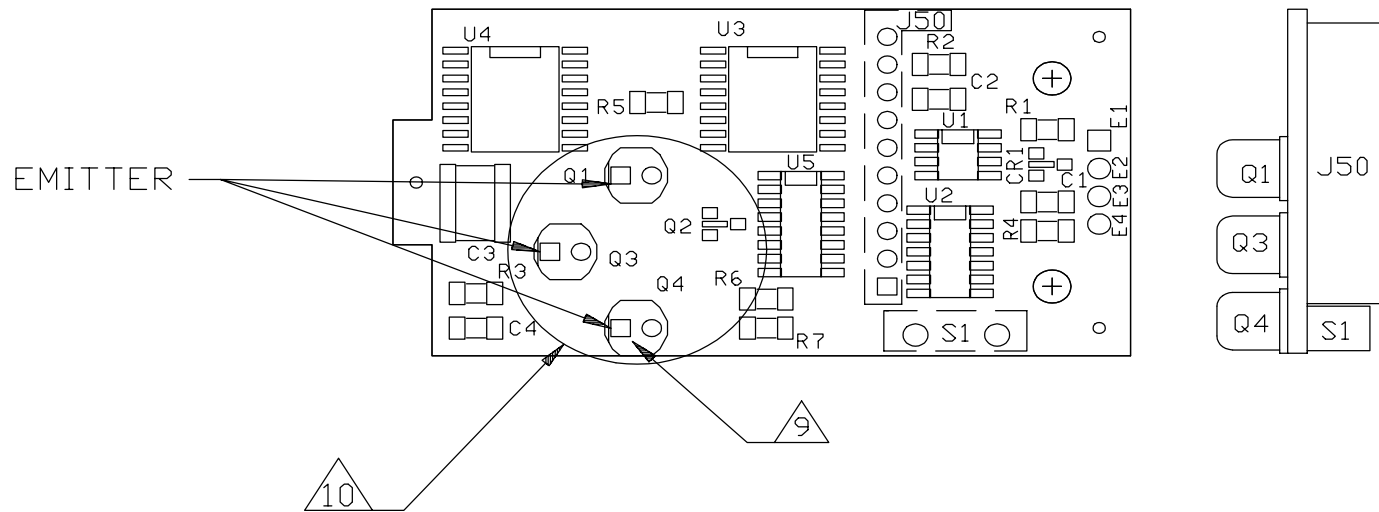 U4
U3
J50
R2
C2
R5
R1
E1
U1
CR1
EMITTER
Q1
U5
C1
E2
E3
E4
Q2
U2
R4
C3
R3
Q3
Q4
R6
C4
R7
S1
9
10
Q1
J50
Q3
Q4
S1